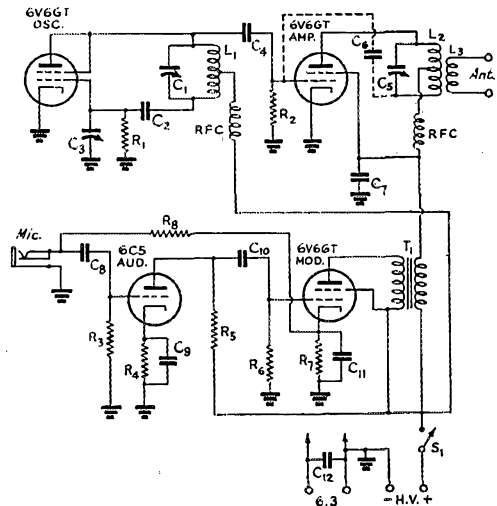 6V6GT
OSC.
C4
6V6GT
AMP.
C6
L2
L3
L1
C1
C5
Ant.
C2
R2
RFC
RFC
C3
R1
C7
Mic.
R8
C8
6C5
AUD.
C10
6V6GT
MOD.
T1
R3
R4
C9
R5
R6
R7
C11
S1
C12
6.3
- H.V. +